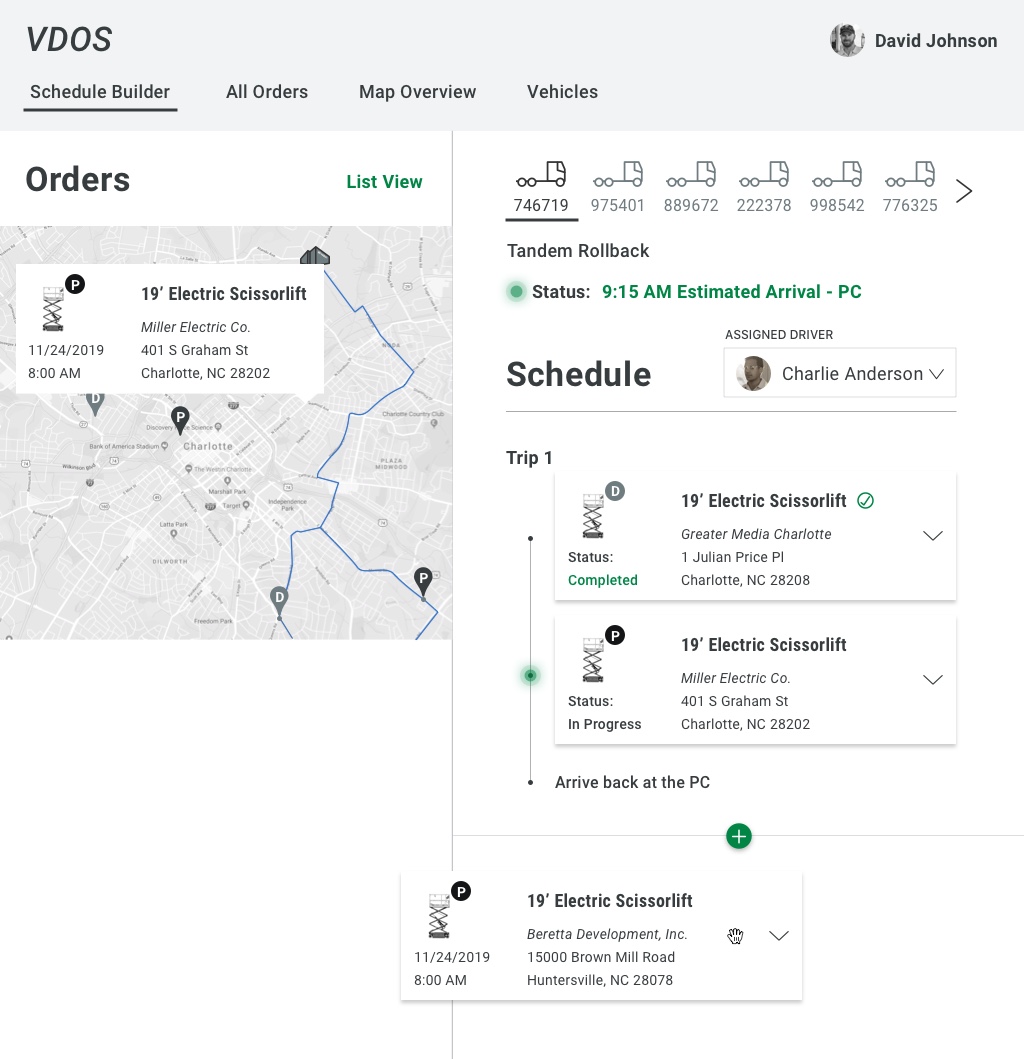 VDOS
David Johnson
Schedule Builder
All Orders
Map Overview
Vehicles
Orders
List View
P
19’ Electric Scissorlift
Miller Electric Co.
11/24/2019
401 S Graham St
8:00 AM
Charlotte, NC 28202
NODA
D
P
Discovery Place Science
Charlotte Country Club
Bank of America Stadium
Charlotte
Wilkinson Blvd
The Westin Charlotte
PLAZA
MIDWOOD
Marshall Park
Target
Independence
Park
Latta Park
DILWORTH
P
D
Freedom Park
746719
975401
889672
222378
998542
776325
Tandem Rollback
Status: 9:15 AM Estimated Arrival - PC
ASSIGNED DRIVER
Schedule
Charlie Anderson
Trip 1
D
19’ Electric Scissorlift
Greater Media Charlotte
Status:
1 Julian Price Pl
Completed
Charlotte, NC 28208
P
19’ Electric Scissorlift
Miller Electric Co.
Status:
401 S Graham St
In Progress
Charlotte, NC 28202
Arrive back at the PC
P
19’ Electric Scissorlift
Beretta Development, Inc.
11/24/2019
15000 Brown Mill Road
8:00 AM
Huntersville, NC 28078